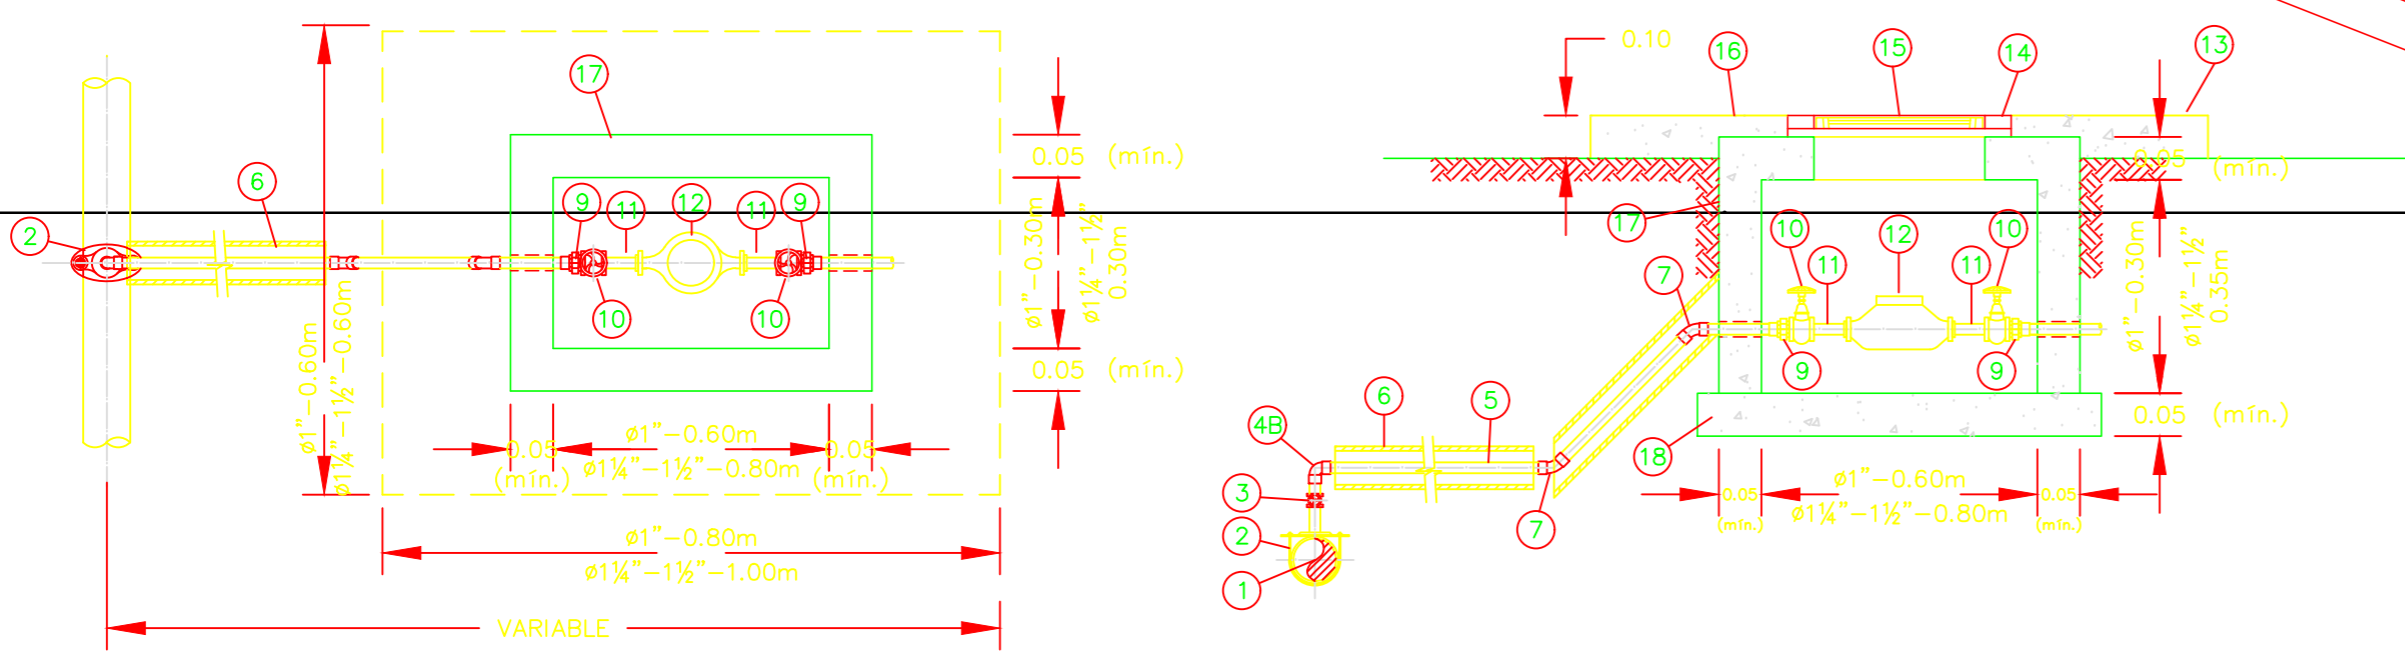 17
6
2
9
11
12
11
9
10
10
0.05 (mín.)
ø1"-0.30m
ø1¼"-1½"
0.30m
0.05 (mín.)
ø1"-0.60m
ø1¼"-1½"-0.60m
0.05
(mín.)
ø1"-0.60m
ø1¼"-1½"-0.80m
0.05
(mín.)
ø1"-0.80m
ø1¼"-1½"-1.00m
VARIABLE
0.10
16
15
14
13
0.05 (mín.)
17
10
12
10
11
11
7
9
9
ø1"-0.30m
ø1¼"-1½"
0.35m
6
5
4B
3
2
1
7
18
0.05 (mín.)
0.05
(mín.)
ø1"-0.60m
ø1¼"-1½"-0.80m
0.05
(mín.)